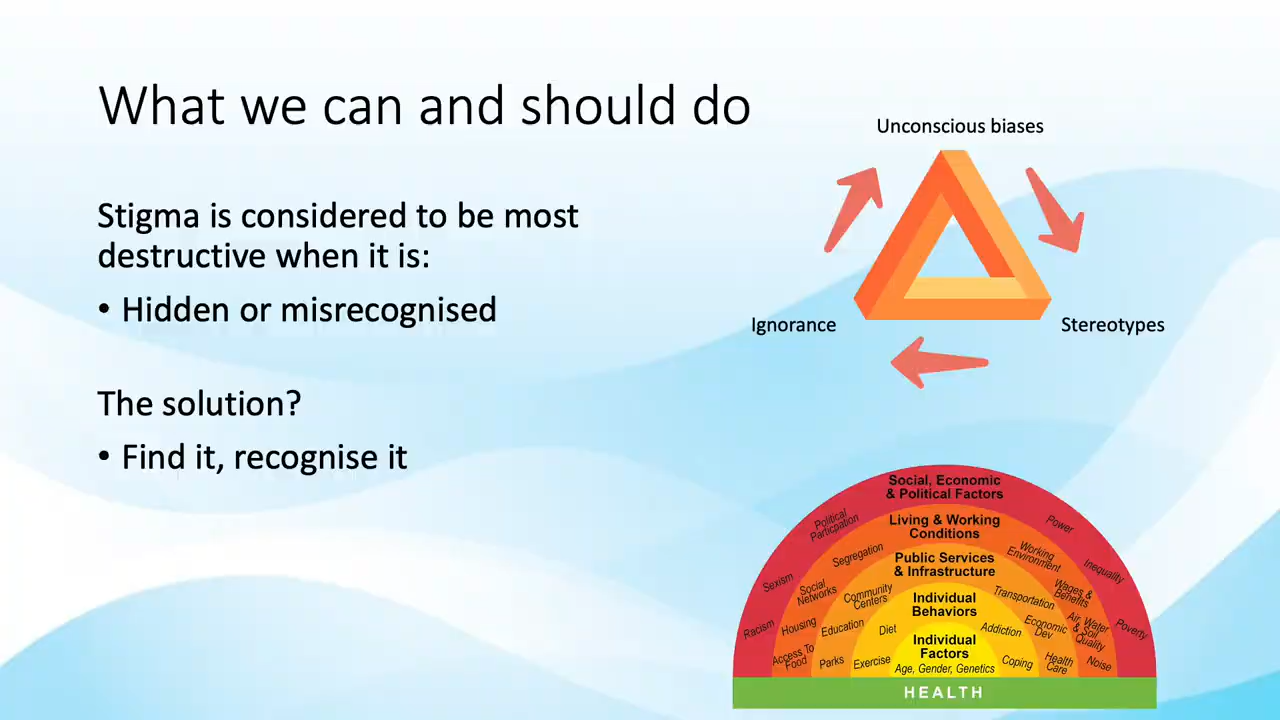 What we can and should do
Stigma is considered to be most
destructive when it is:
• Hidden or misrecognised
The solution?
• Find it, recognise it
Unconscious biases
Ignorance
Stereotypes
Social, Economic
& Political Factors
Political
Particpation
Power
Sexism
Inequality
Racism
Poverty
Living & Working
Conditions
Segregation
Working
Environment
Social
Networks
Wages &
Benefits
Housing
Air, Water
& Soil
Quality
Access To
Food
Noise
Public Services
& Infrastructure
Community
Centers
Transportation
Education
Economic
Dev
Parks
Health
Care
Individual
Behaviors
Diet
Addiction
Exercise
Coping
Individual
Factors
Age, Gender, Genetics
HEALTH